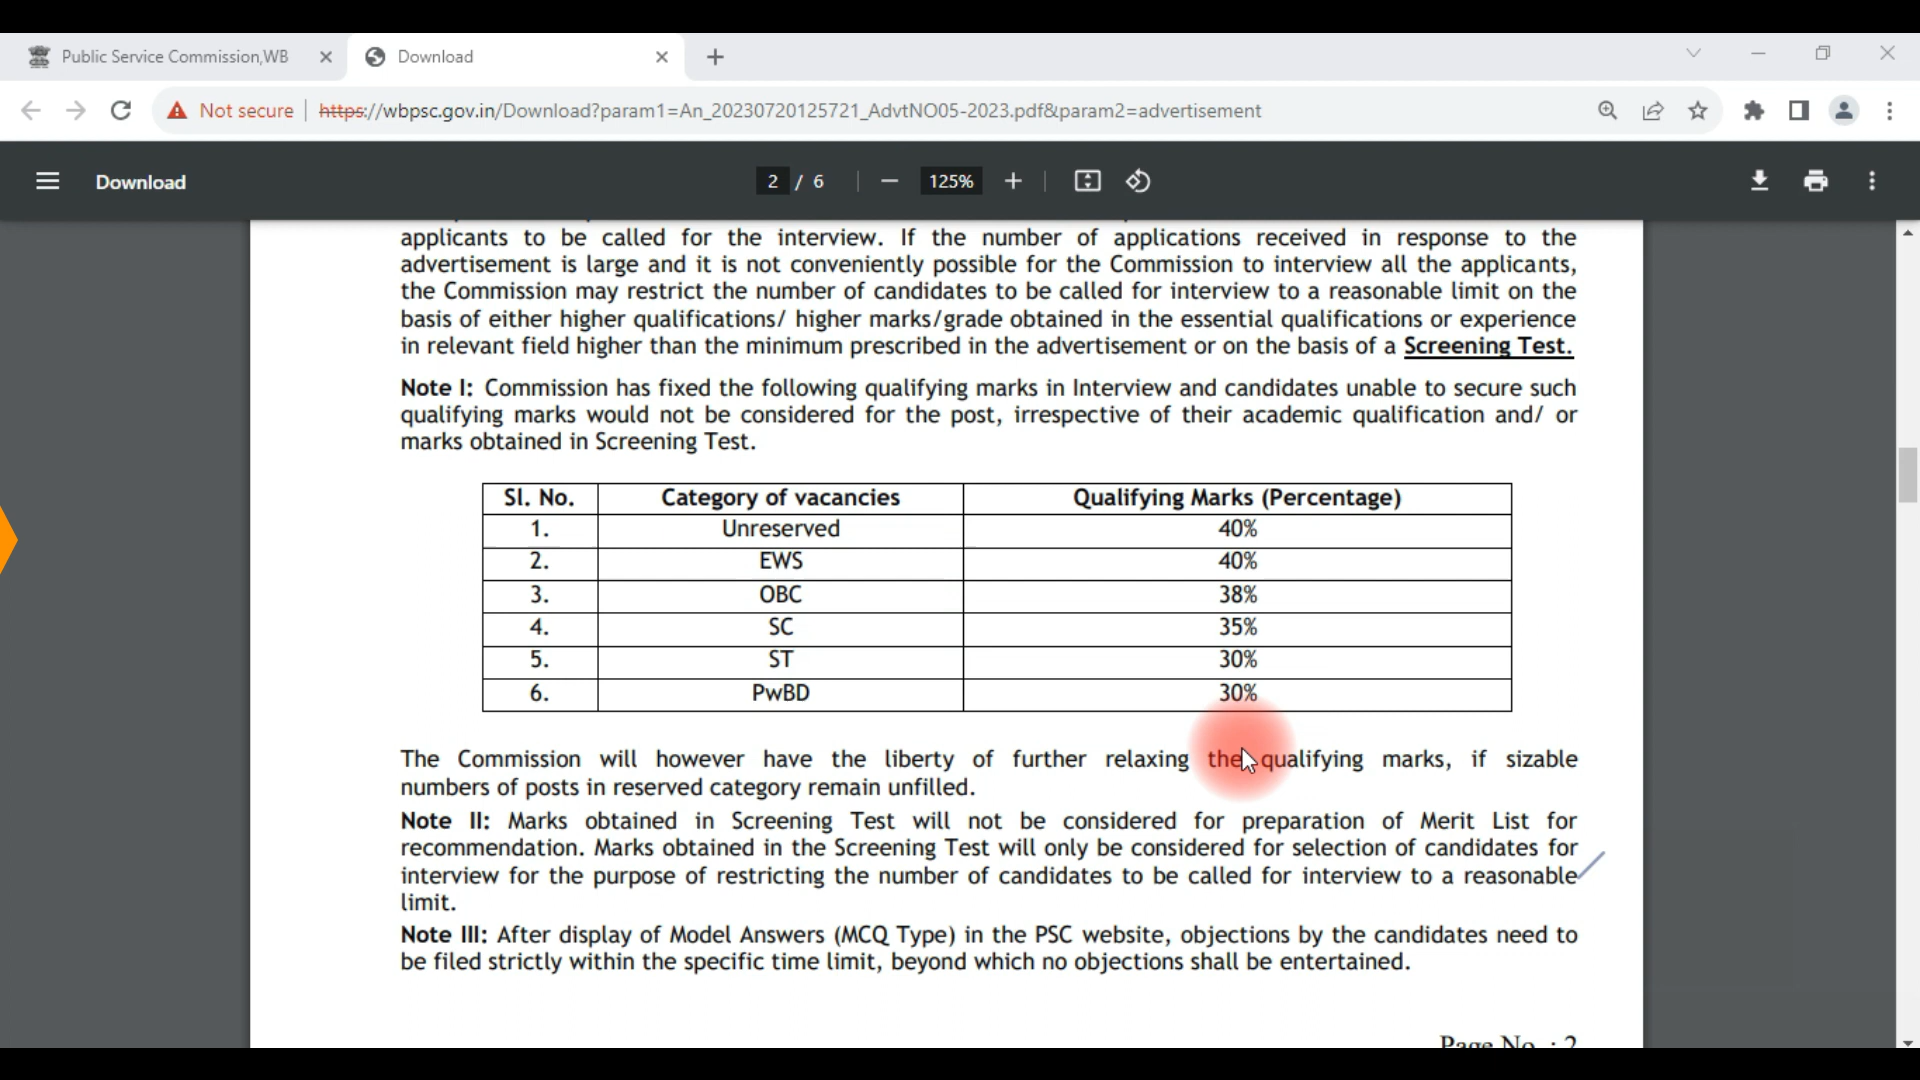 Public Service Commission,WB
Download
Not secure
https://wbpsc.gov.in/Download?param1=An_20230720125721_AdvtNO05-2023.pdf&param2=advertisement
Download
2 / 6
125%
applicants to be called for the interview. If the number of applications received in response to the
advertisement is large and it is not conveniently possible for the Commission to interview all the applicants,
the Commission may restrict the number of candidates to be called for interview to a reasonable limit on the
basis of either higher qualifications/ higher marks/grade obtained in the essential qualifications or experience
in relevant field higher than the minimum prescribed in the advertisement or on the basis of a Screening Test.
Note I: Commission has fixed the following qualifying marks in Interview and candidates unable to secure such
qualifying marks would not be considered for the post, irrespective of their academic qualification and/ or
marks obtained in Screening Test.
Sl. No. Category of vacancies Qualifying Marks (Percentage)
1. Unreserved 40%
2. EWS 40%
3. OBC 38%
4. SC 35%
5. ST 30%
6. PwBD 30%
The Commission will however have the liberty of further relaxing the qualifying marks, if sizable
numbers of posts in reserved category remain unfilled.
Note II: Marks obtained in Screening Test will not be considered for preparation of Merit List for
recommendation. Marks obtained in the Screening Test will only be considered for selection of candidates for
interview for the purpose of restricting the number of candidates to be called for interview to a reasonable
limit.
Note III: After display of Model Answers (MCQ Type) in the PSC website, objections by the candidates need to
be filed strictly within the specific time limit, beyond which no objections shall be entertained.
Page No. : 2